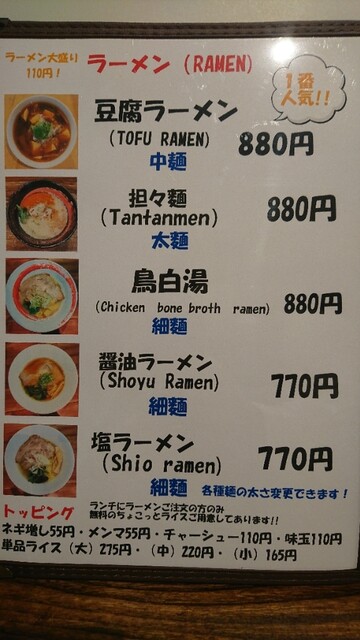 ラーメン大盛り
110円！
ラーメン (RAMEN)
1番
人気!!
豆腐ラーメン
(TOFU RAMEN) 880円
中麺
担々麺
(Tantanmen) 880円
太麺
鳥白湯
(Chicken bone broth ramen) 880円
細麺
醤油ラーメン
(Shoyu Ramen) 770円
細麺
塩ラーメン
(Shio ramen) 770円
細麺 各種麺の太さ変更できます！
トッピング ランチにラーメンご注文の方のみ
無料のちょこっとライスご用意してあります!!
ネギ増し55円・メンマ55円・チャーシュー110円・味玉110円
単品ライス（大）275円・（中）220円・（小）165円